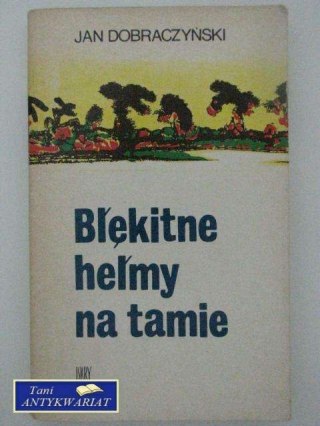 JAN DOBRACZYŃSKI
Błękitne
hełmy
na tamie
Tani
ANTYKWARIAT